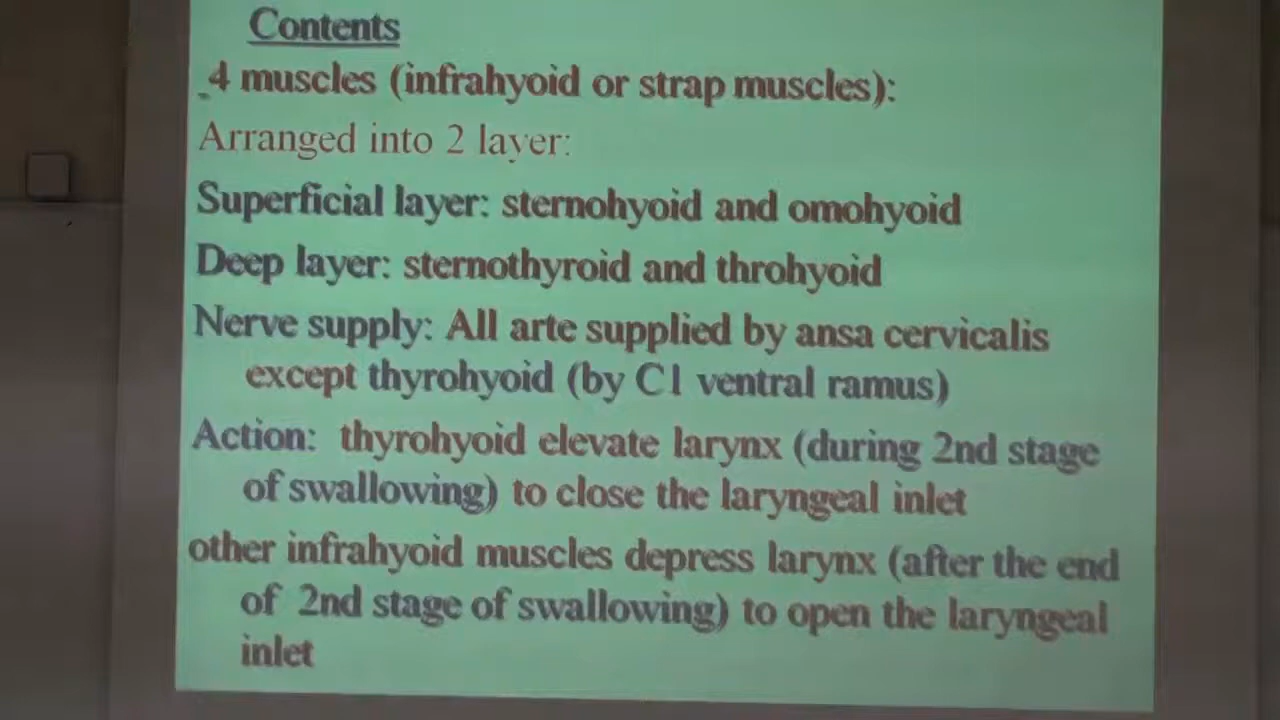 Contents
4 muscles (infrahyoid or strap muscles):
Arranged into 2 layer:
Superficial layer: sternohyoid and omohyoid
Deep layer: sternothyroid and throhyoid
Nerve supply: All arte supplied by ansa cervicalis
except thyrohyoid (by C1 ventral ramus)
Action: thyrohyoid elevate larynx (during 2nd stage
of swallowing) to close the laryngeal inlet
other infrahyoid muscles depress larynx (after the end
of 2nd stage of swallowing) to open the laryngeal
inlet